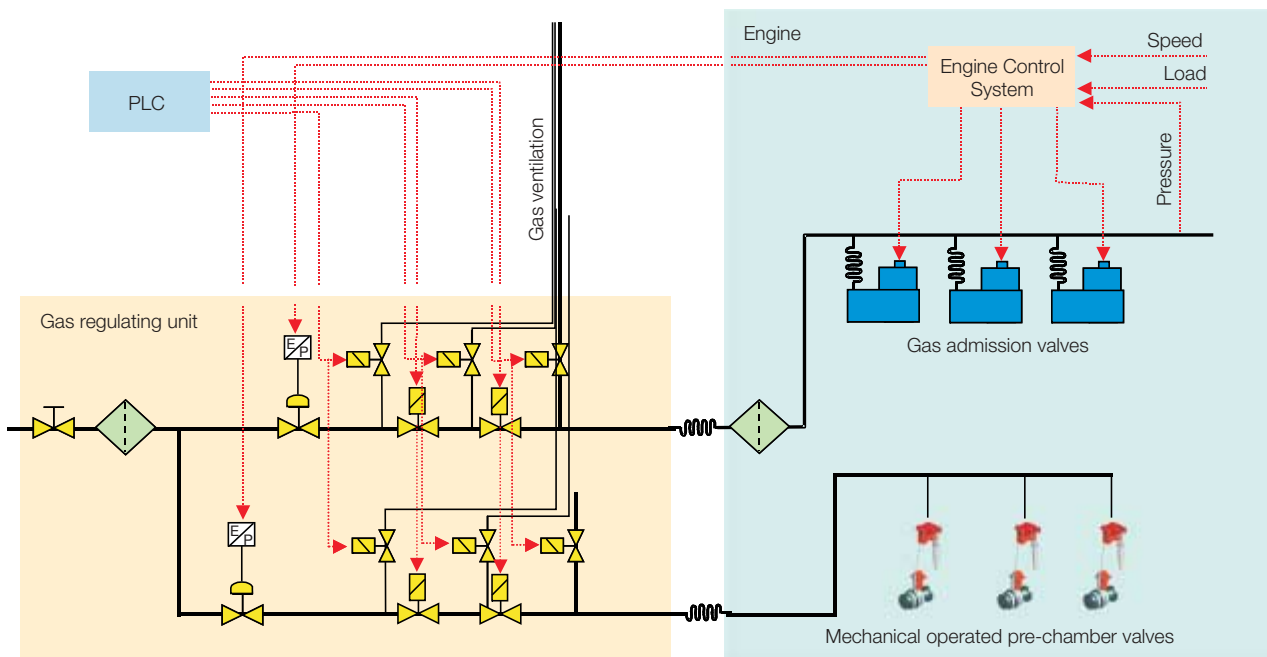 Engine
Speed
Engine Control
System
Load
PLC
Gas ventilation
Pressure
Gas regulating unit
E/P
Gas admission valves
E/P
Mechanical operated pre-chamber valves